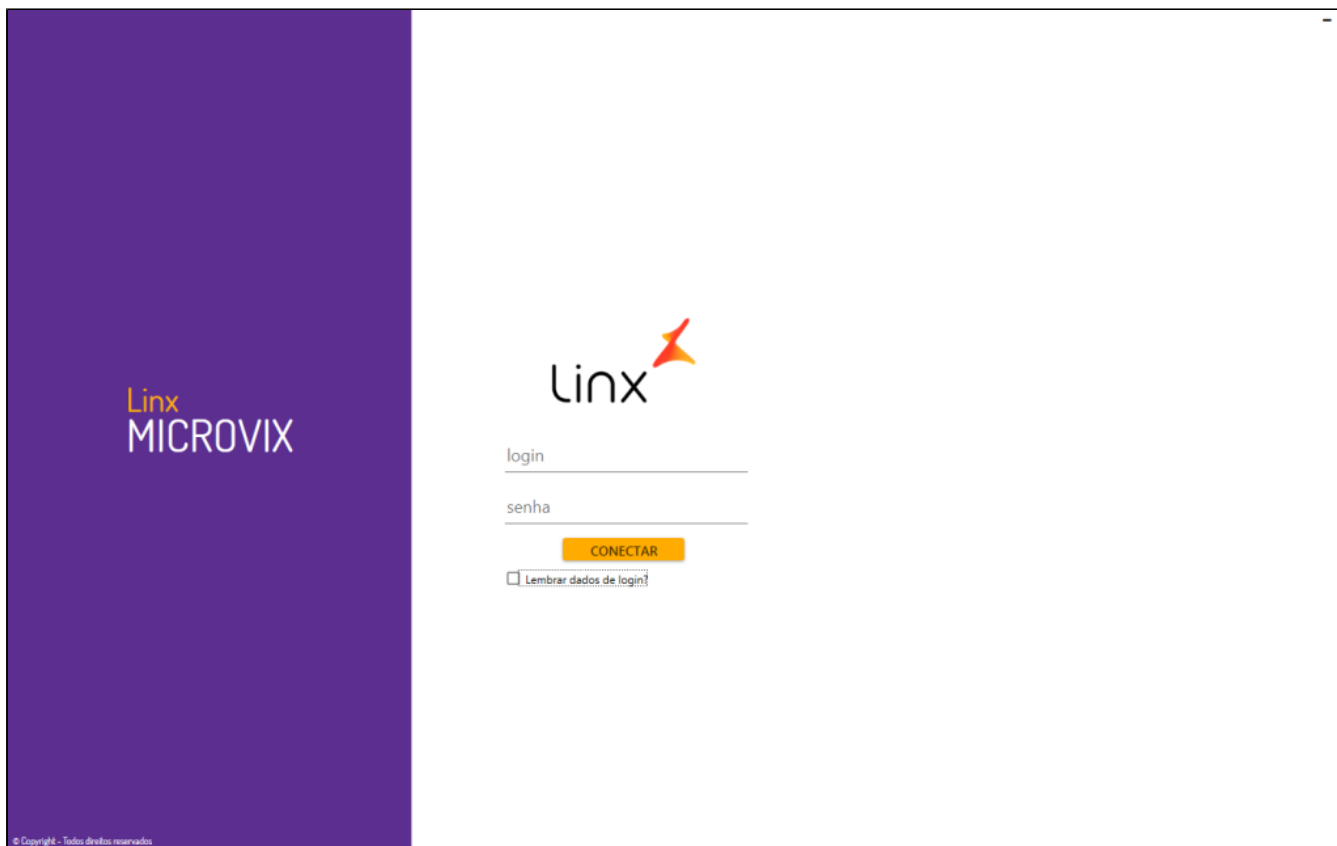 Linx
MICROVIX
Linx
login
senha
CONECTAR
Lembrar dados de login?
© Copyright - Todos direitos reservados